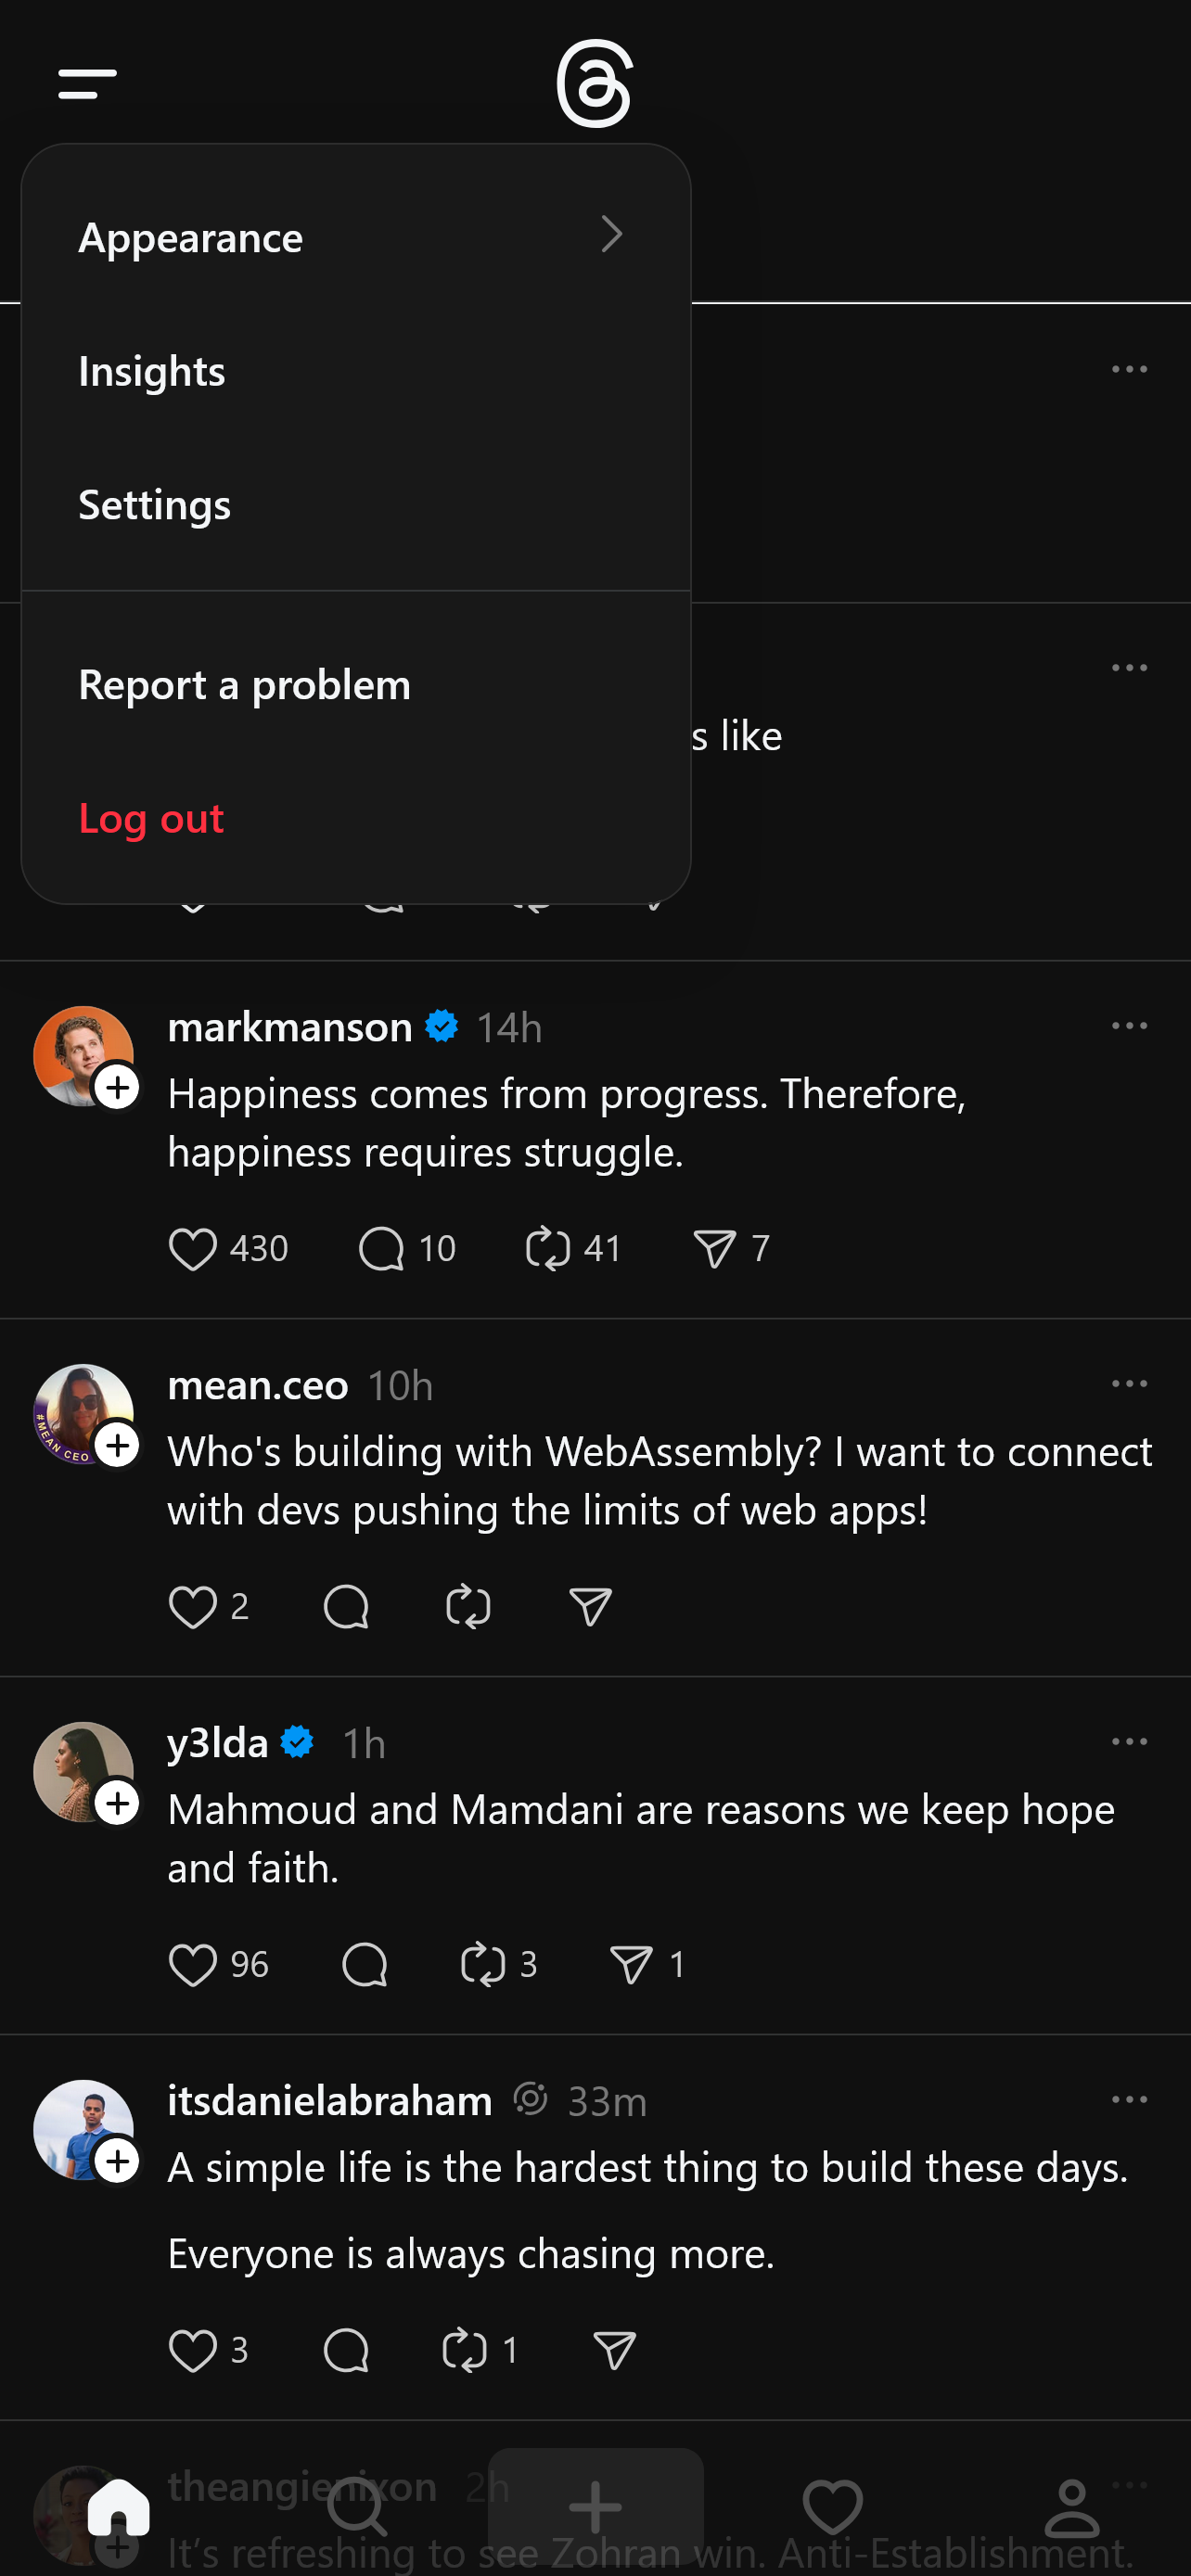 Appearance
Insights
Settings
Report a problem
s like
Log out
markmanson 14h
Happiness comes from progress. Therefore,
happiness requires struggle.
430 10 41 7
mean.ceo 10h
#MEAN CEO
Who's building with WebAssembly? I want to connect
with devs pushing the limits of web apps!
2
y3lda 1h
Mahmoud and Mamdani are reasons we keep hope
and faith.
96 3 1
itsdanielabraham 33m
A simple life is the hardest thing to build these days.
Everyone is always chasing more.
3 1
theangienixon 2h
It’s refreshing to see Zohran win. Anti-Establishment.